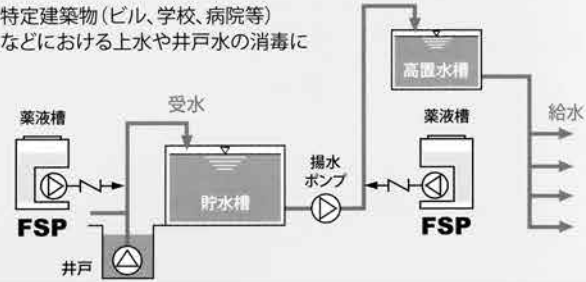 特定建築物(ビル、学校、病院等)
などにおける上水や井戸水の消毒に
高置水槽
受水
給水
薬液槽
薬液槽
揚水
ポンプ
貯水槽
FSP
FSP
井戸